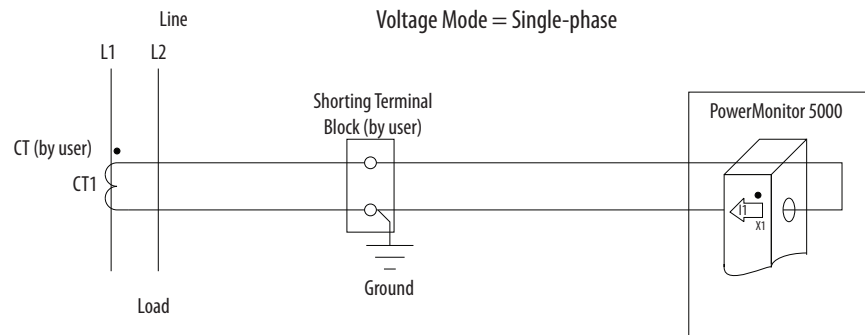 Line
Voltage Mode = Single-phase
L1
L2
Shorting Terminal
Block (by user)
PowerMonitor 5000
CT (by user)
CT1
I1
X1
Ground
Load